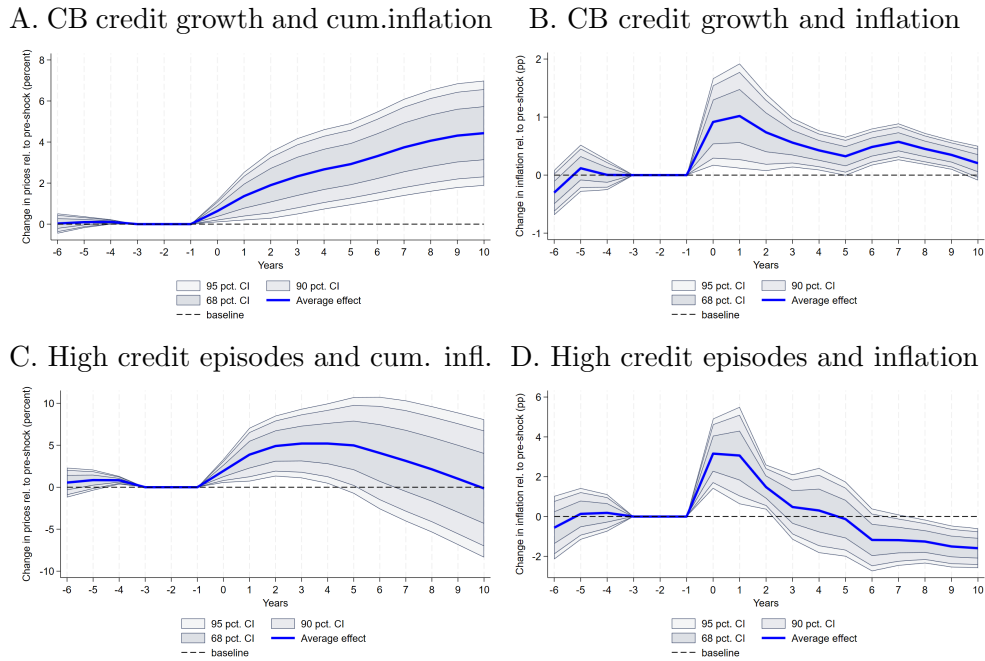 A. CB credit growth and cum.inflation
Change in prices rel. to pre-shock (percent)
8
6
4
2
0
-6 -5 -4 -3 -2 -1 0 1 2 3 4 5 6 7 8 9 10
Years
95 pct. CI 90 pct. CI
68 pct. CI Average effect
baseline
B. CB credit growth and inflation
Change in inflation rel. to pre-shock (pp)
2
1
0
-1
-6 -5 -4 -3 -2 -1 0 1 2 3 4 5 6 7 8 9 10
Years
95 pct. CI 90 pct. CI
68 pct. CI Average effect
baseline
C. High credit episodes and cum. infl.
Change in prices rel. to pre-shock (percent)
10
5
0
-5
-10
-6 -5 -4 -3 -2 -1 0 1 2 3 4 5 6 7 8 9 10
Years
95 pct. CI 90 pct. CI
68 pct. CI Average effect
baseline
D. High credit episodes and inflation
Change in inflation rel. to pre-shock (pp)
6
4
2
0
-2
-6 -5 -4 -3 -2 -1 0 1 2 3 4 5 6 7 8 9 10
Years
95 pct. CI 90 pct. CI
68 pct. CI Average effect
baseline